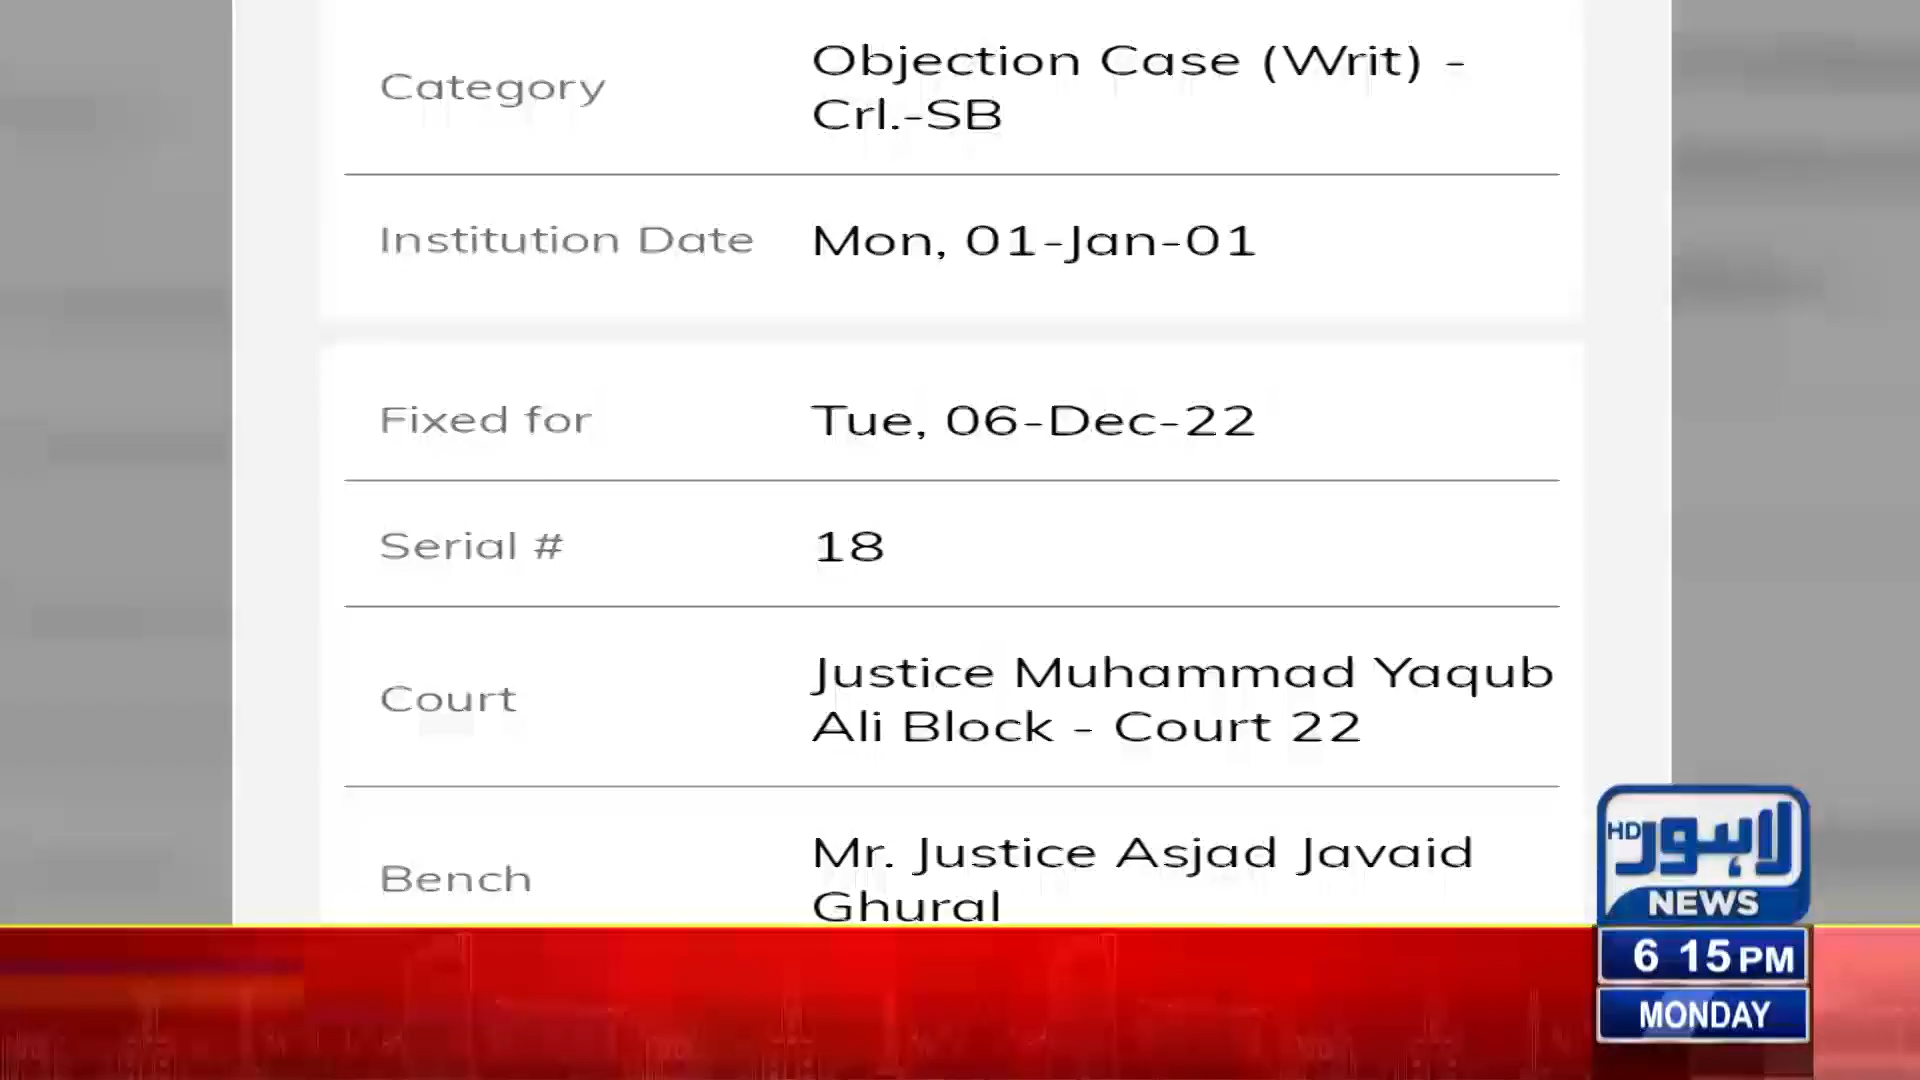 Category
Objection Case (Writ) -
Crl.-SB
Institution Date
Mon, 01-Jan-01
Fixed for
Tue, 06-Dec-22
Serial #
18
Court
Justice Muhammad Yaqub
Ali Block - Court 22
Bench
Mr. Justice Asjad Javaid
Ghural
HD
لاہور
NEWS
6 15 PM
MONDAY